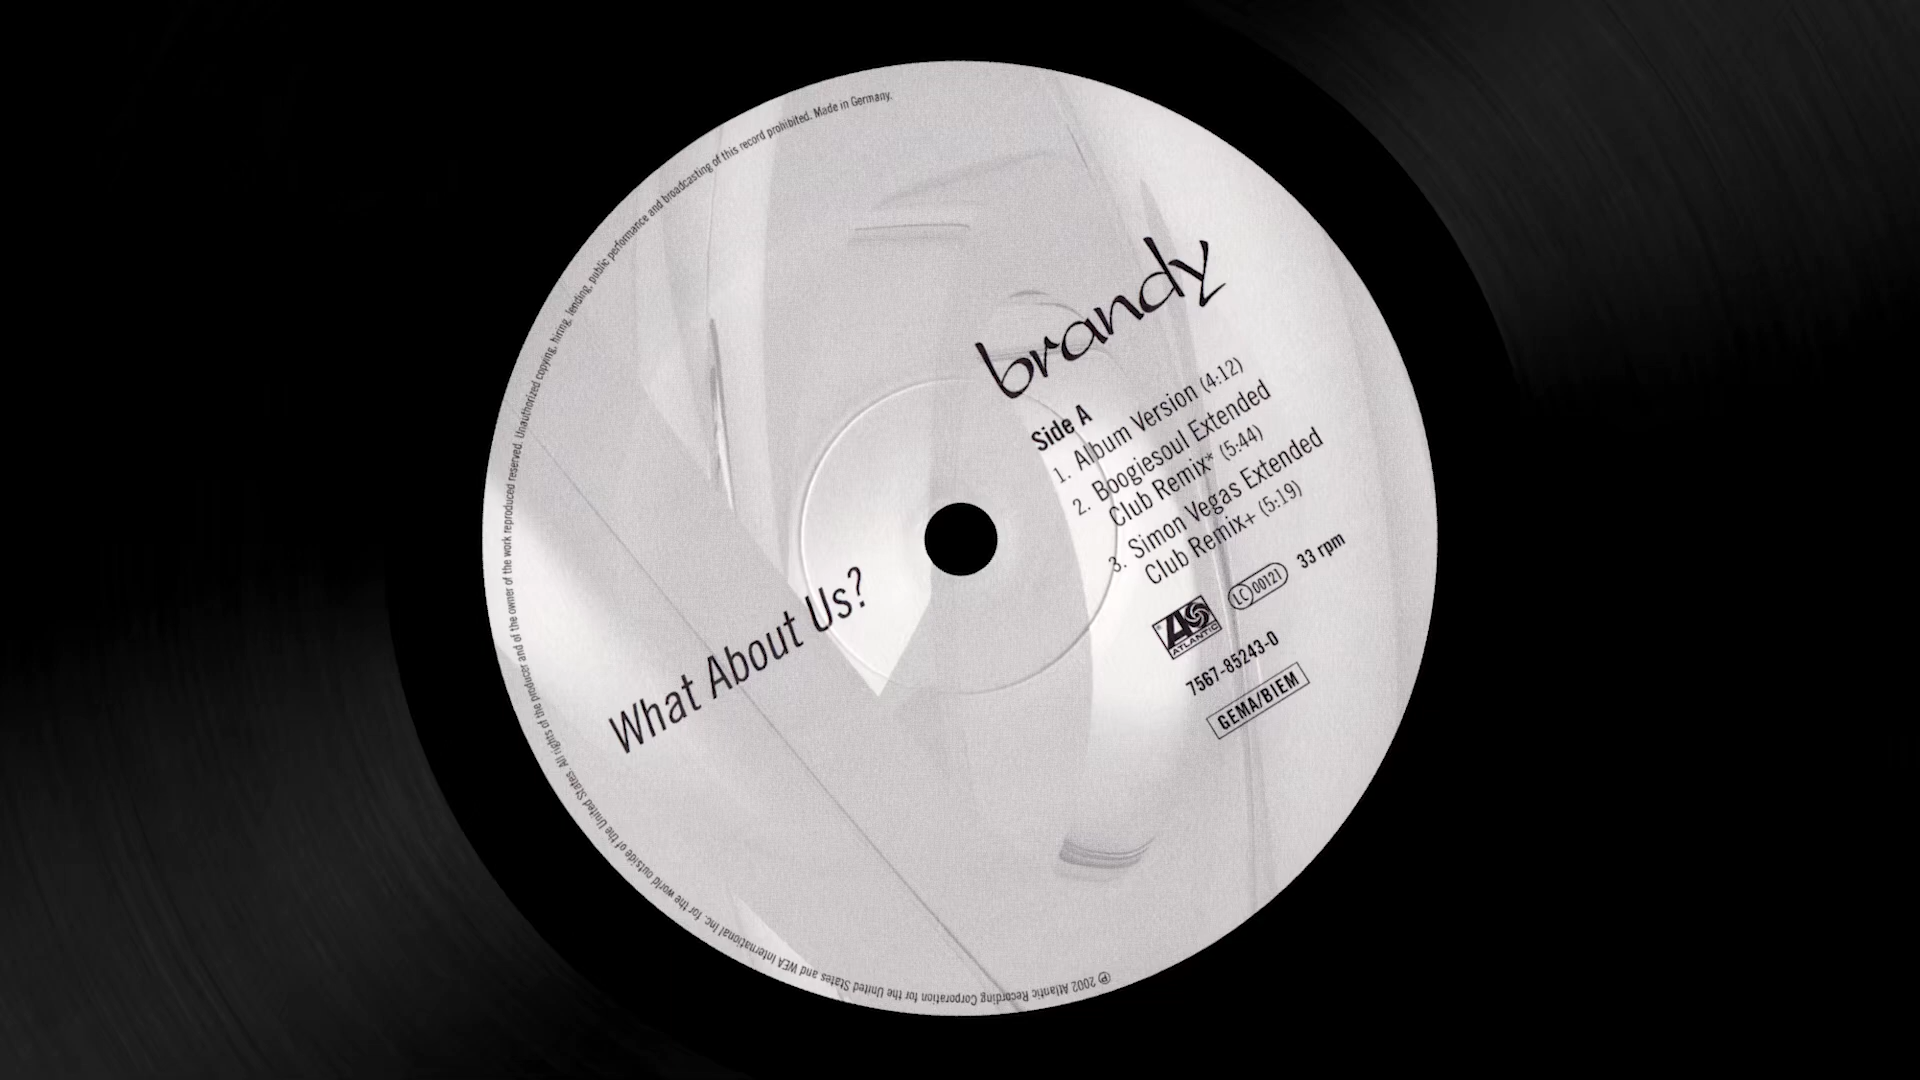 brandy
Side A
1. Album Version (4:12)
2. Boogiesoul Extended
Club Remix* (5:44)
3. Simon Vegas Extended
Club Remix+ (5:19)
LC 00121
33 rpm
ATLANTIC
7567-85243-0
GEMA/BIEM
What About Us?
℗ 2002 Atlantic Recording Corporation for the United States and WEA International Inc. for the world outside of the United States. All rights of the producer and of the owner of the work reproduced reserved. Unauthorized copying, hiring, lending, public performance and broadcasting of this record prohibited. Made in Germany.